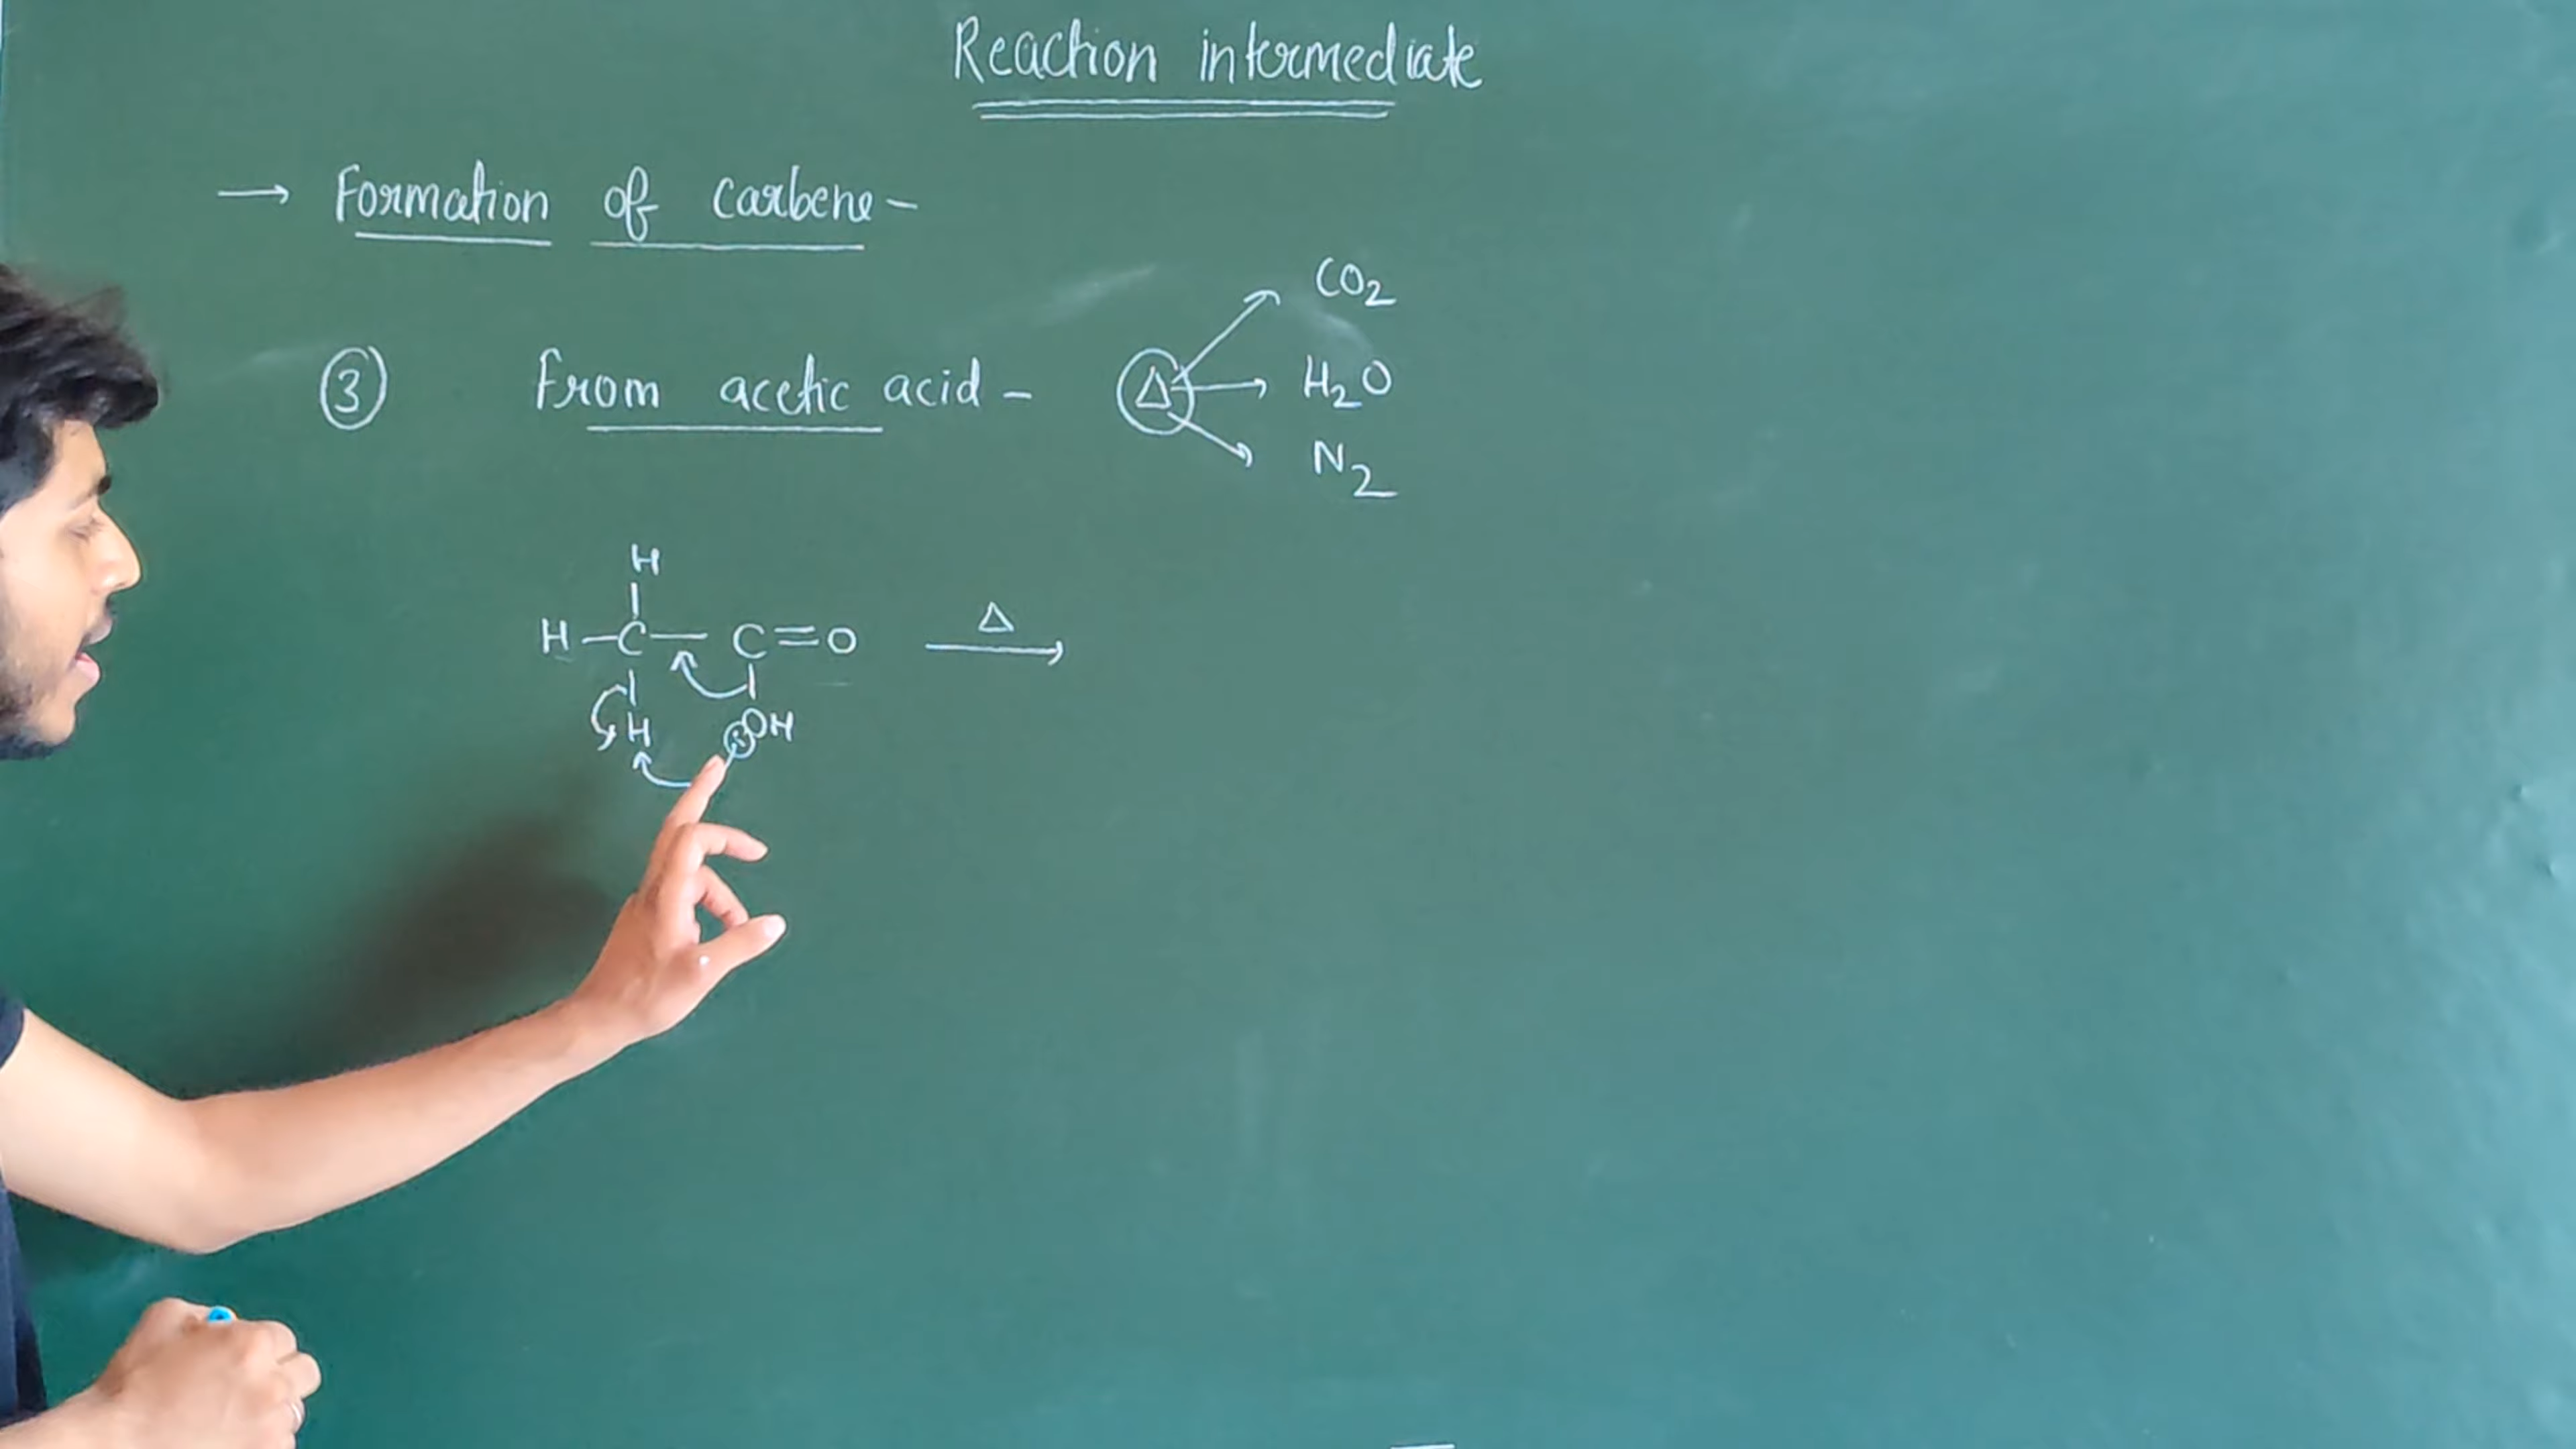 Reaction intermediate
→ Formation of carbene -
③ From acetic acid - △ → CO₂
→ H₂O
→ N₂
H
H - C - C = O △ →
H :OH